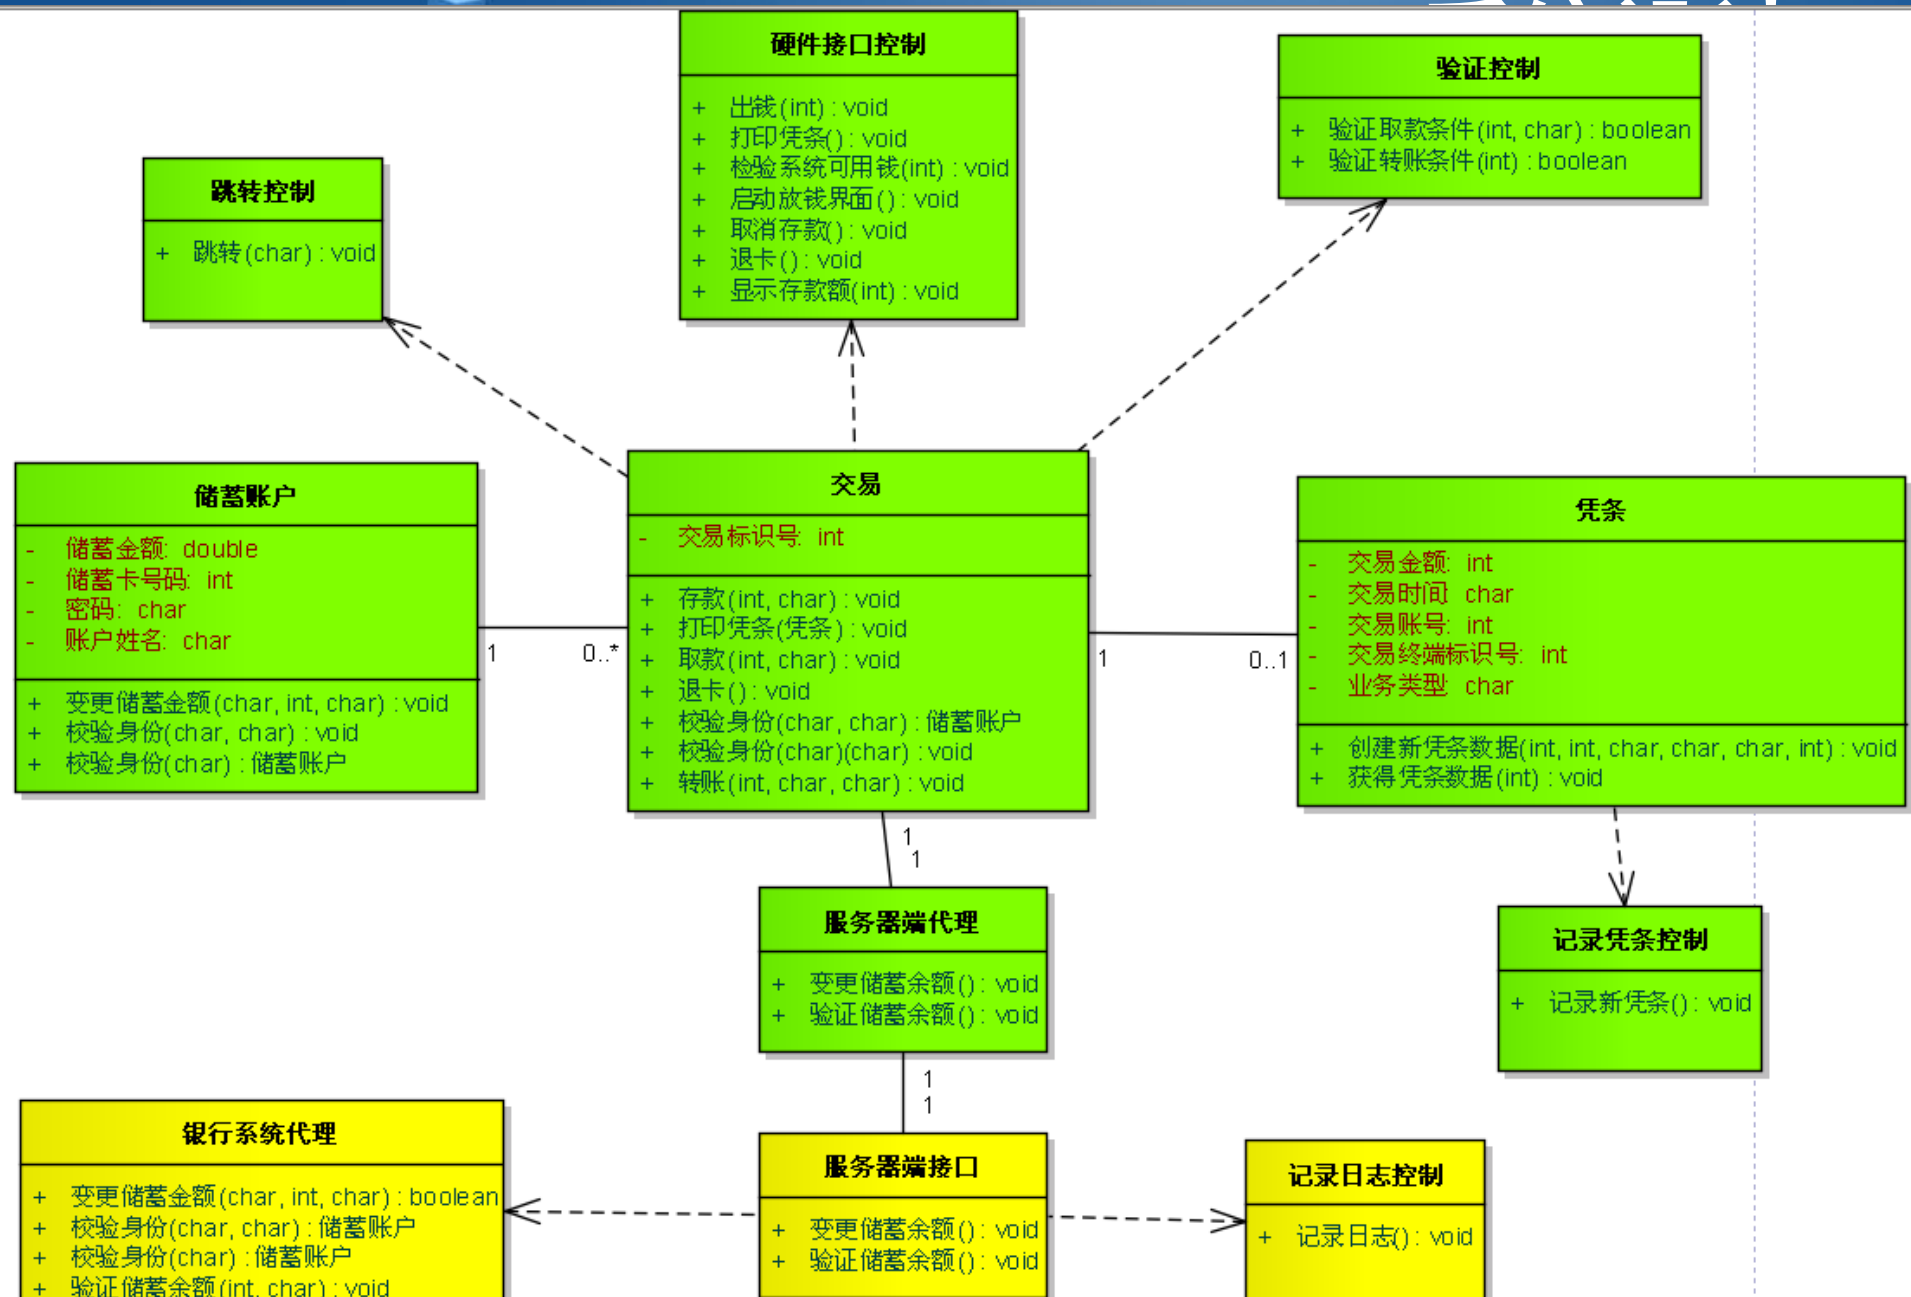 硬件接口控制
+ 出钱(int) : void
+ 打印凭条() : void
+ 检验系统可用钱(int) : void
+ 启动放钱界面() : void
+ 取消存款() : void
+ 退卡() : void
+ 显示存款额(int) : void
验证控制
+ 验证取款条件(int, char) : boolean
+ 验证转账条件(int) : boolean
跳转控制
+ 跳转(char) : void
储蓄账户
- 储蓄金额: double
- 储蓄卡号码: int
- 密码: char
- 账户姓名: char
+ 变更储蓄金额(char, int, char) : void
+ 校验身份(char, char) : void
+ 校验身份(char) : 储蓄账户
1
0..*
交易
- 交易标识号: int
+ 存款(int, char) : void
+ 打印凭条(凭条) : void
+ 取款(int, char) : void
+ 退卡() : void
+ 校验身份(char, char) : 储蓄账户
+ 校验身份(char)(char) : void
+ 转账(int, char, char) : void
1
0..1
凭条
- 交易金额: int
- 交易时间: char
- 交易账号: int
- 交易终端标识号: int
- 业务类型: char
+ 创建新凭条数据(int, int, char, char, char, int) : void
+ 获得凭条数据(int) : void
1
1
服务器端代理
+ 变更储蓄余额() : void
+ 验证储蓄余额() : void
记录凭条控制
+ 记录新凭条() : void
1
1
银行系统代理
+ 变更储蓄金额(char, int, char) : boolean
+ 校验身份(char, char) : 储蓄账户
+ 校验身份(char) : 储蓄账户
+ 验证储蓄余额(int, char) : void
服务器端接口
+ 变更储蓄余额() : void
+ 验证储蓄余额() : void
记录日志控制
+ 记录日志() : void